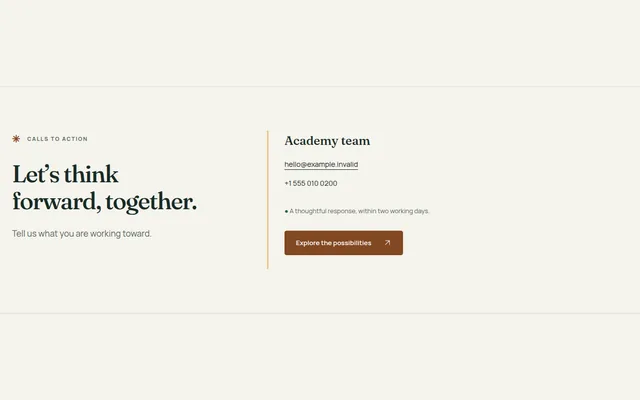 CALLS TO ACTION
Let’s think
forward, together.
Tell us what you are working toward.
Academy team
hello@example.invalid
+1 555 010 0200
• A thoughtful response, within two working days.
Explore the possibilities